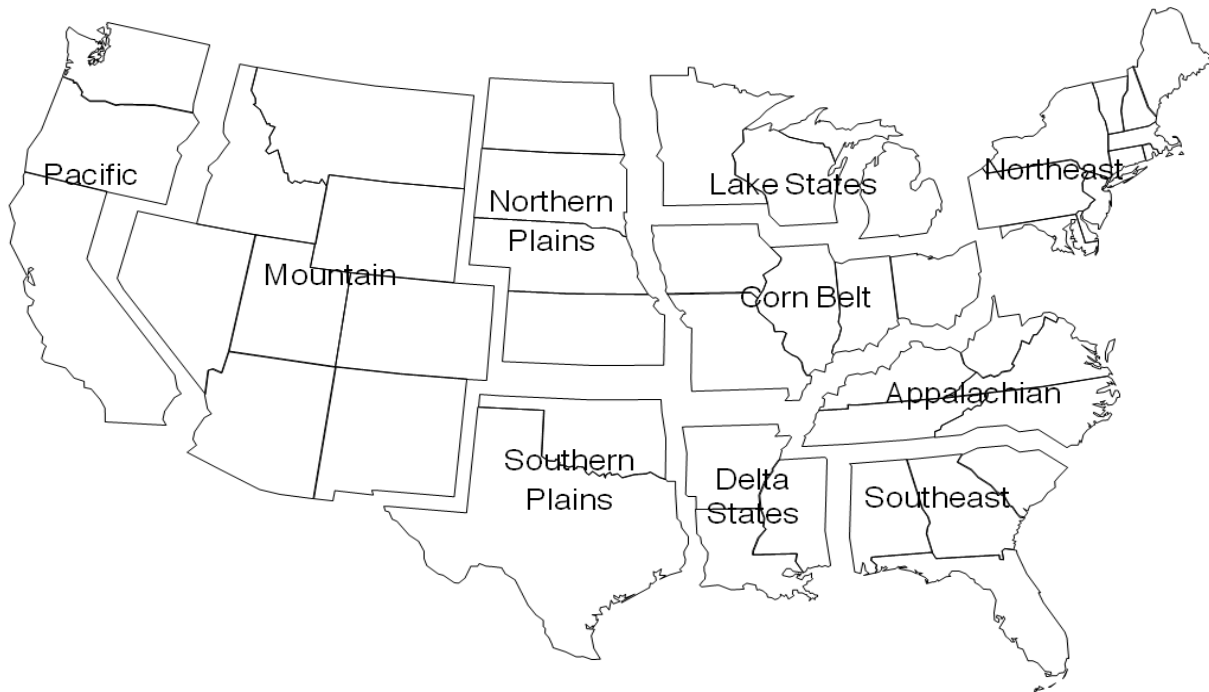 Pacific
Northern
Plains
Lake States
Northeast
Mountain
Corn Belt
Appalachian
Southern
Plains
Delta
States
Southeast